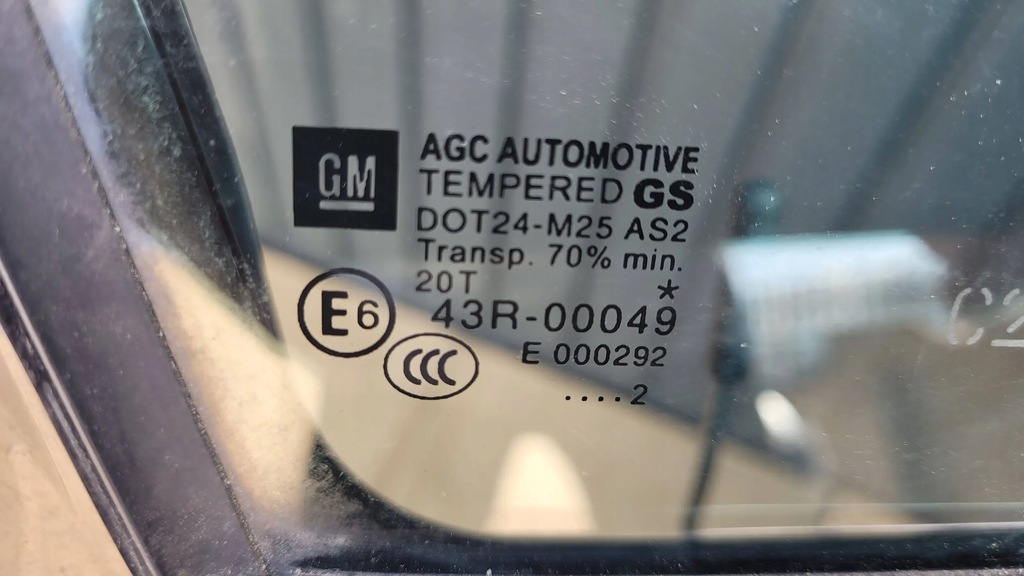 GM
AGC AUTOMOTIVE
TEMPERED GS
DOT24-M25 AS2
Transp. 70% min.
20T *
E6 43R-00049
CCC E 000292
....2